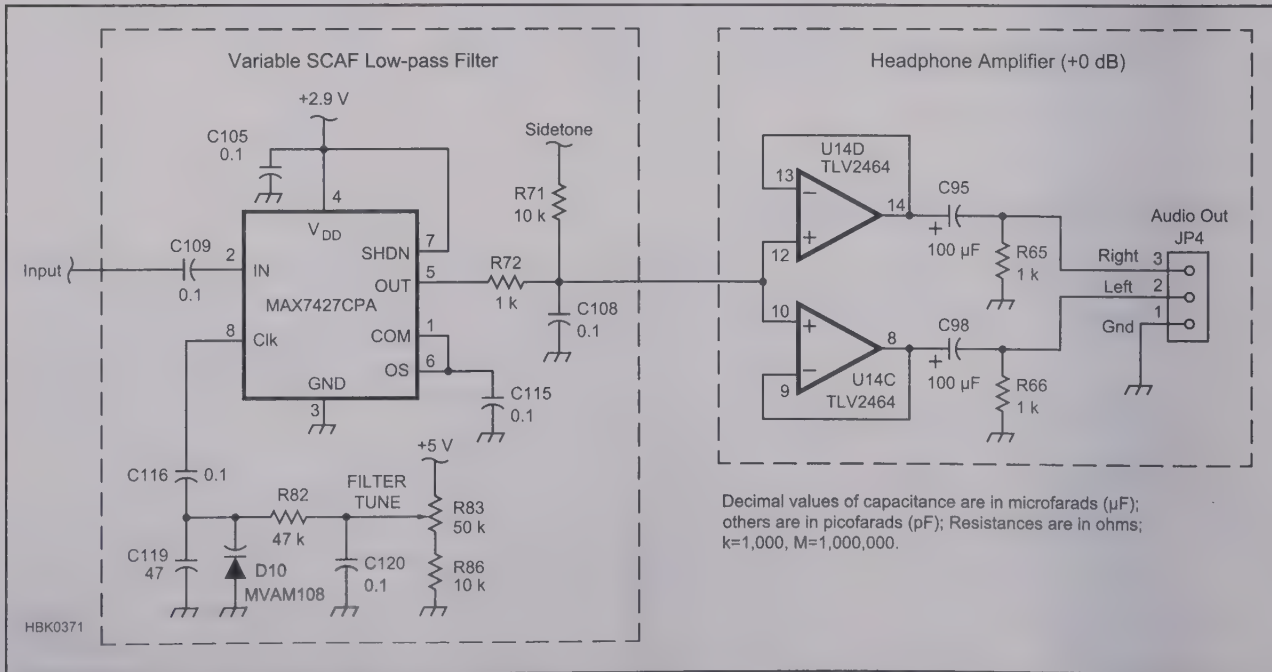 Variable SCAF Low-pass Filter
+2.9 V
C105
0.1
4
VDD
SHDN
7
Sidetone
R71
10 k
Input
C109
0.1
2
IN
MAX7427CPA
OUT
5
R72
1 k
C108
0.1
8
Clk
COM
1
OS
6
GND
3
C115
0.1
C116
0.1
+5 V
R82
47 k
FILTER
TUNE
R83
50 k
C119
47
D10
MVAM108
C120
0.1
R86
10 k
HBK0371
Headphone Amplifier (+0 dB)
U14D
TLV2464
13
−
14
+
12
C95
+
100 µF
R65
1 k
Audio Out
JP4
Right
3
Left
2
Gnd
1
10
+
8
−
9
U14C
TLV2464
C98
+
100 µF
R66
1 k
Decimal values of capacitance are in microfarads (µF);
others are in picofarads (pF); Resistances are in ohms;
k=1,000, M=1,000,000.